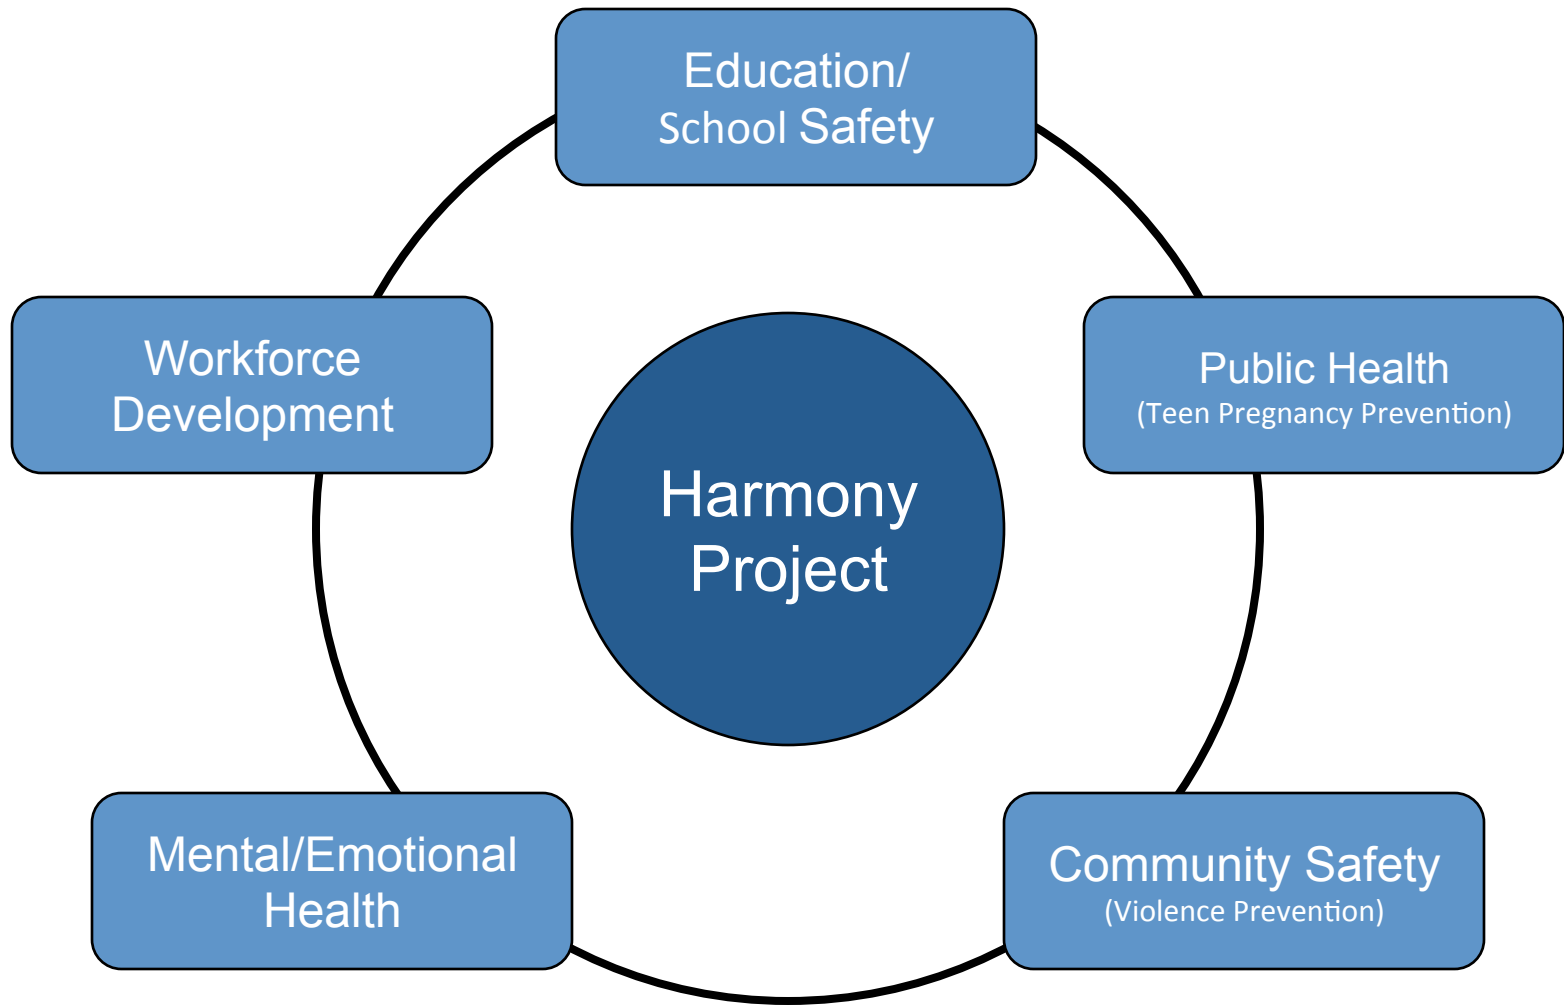 Education/
School Safety
Workforce
Development
Public Health
(Teen Pregnancy Prevention)
Harmony
Project
Mental/Emotional
Health
Community Safety
(Violence Prevention)